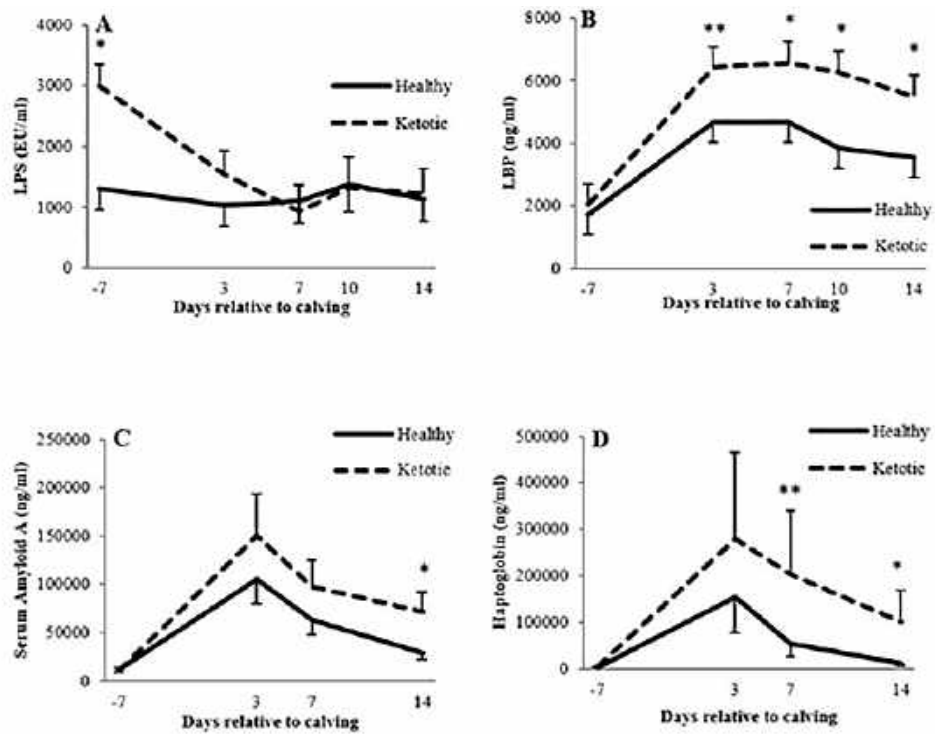 A
4000
3000
2000
1000
0
LPS (EU/ml)
*
Healthy
Ketotic
-7 3 7 10 14
Days relative to calving
B
8000
6000
4000
2000
0
LBP (ng/ml)
** * * *
Healthy
Ketotic
-7 3 7 10 14
Days relative to calving
C
250000
200000
150000
100000
50000
0
Serum Amyloid A (ng/ml)
Healthy
Ketotic
*
-7 3 7 14
Days relative to calving
D
500000
400000
300000
200000
100000
0
Haptoglobin (ng/ml)
Healthy
Ketotic
** *
-7 3 7 14
Days relative to calving